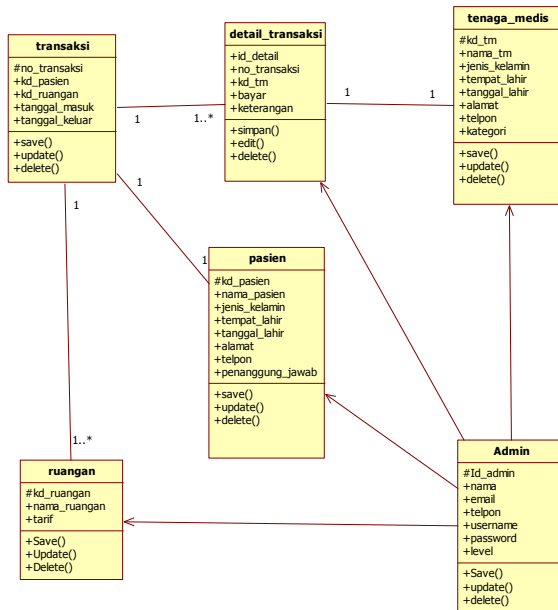 transaksi
#no_transaksi
+kd_pasien
+kd_ruangan
+tanggal_masuk
+tanggal_keluar
+save()
+update()
+delete()
detail_transaksi
+id_detail
+no_transaksi
+kd_tm
+bayar
+keterangan
+simpan()
+edit()
+delete()
tenaga_medis
#kd_tm
+nama_tm
+jenis_kelamin
+tempat_lahir
+tanggal_lahir
+alamat
+telpon
+kategori
+save()
+update()
+delete()
1
1..*
1
1
1
1
1
1..*
pasien
#kd_pasien
+nama_pasien
+jenis_kelamin
+tempat_lahir
+tanggal_lahir
+alamat
+telpon
+penanggung_jawab
+save()
+update()
+delete()
ruangan
#kd_ruangan
+nama_ruangan
+tarif
+Save()
+Update()
+Delete()
Admin
#Id_admin
+nama
+email
+telpon
+username
+password
+level
+Save()
+update()
+delete()